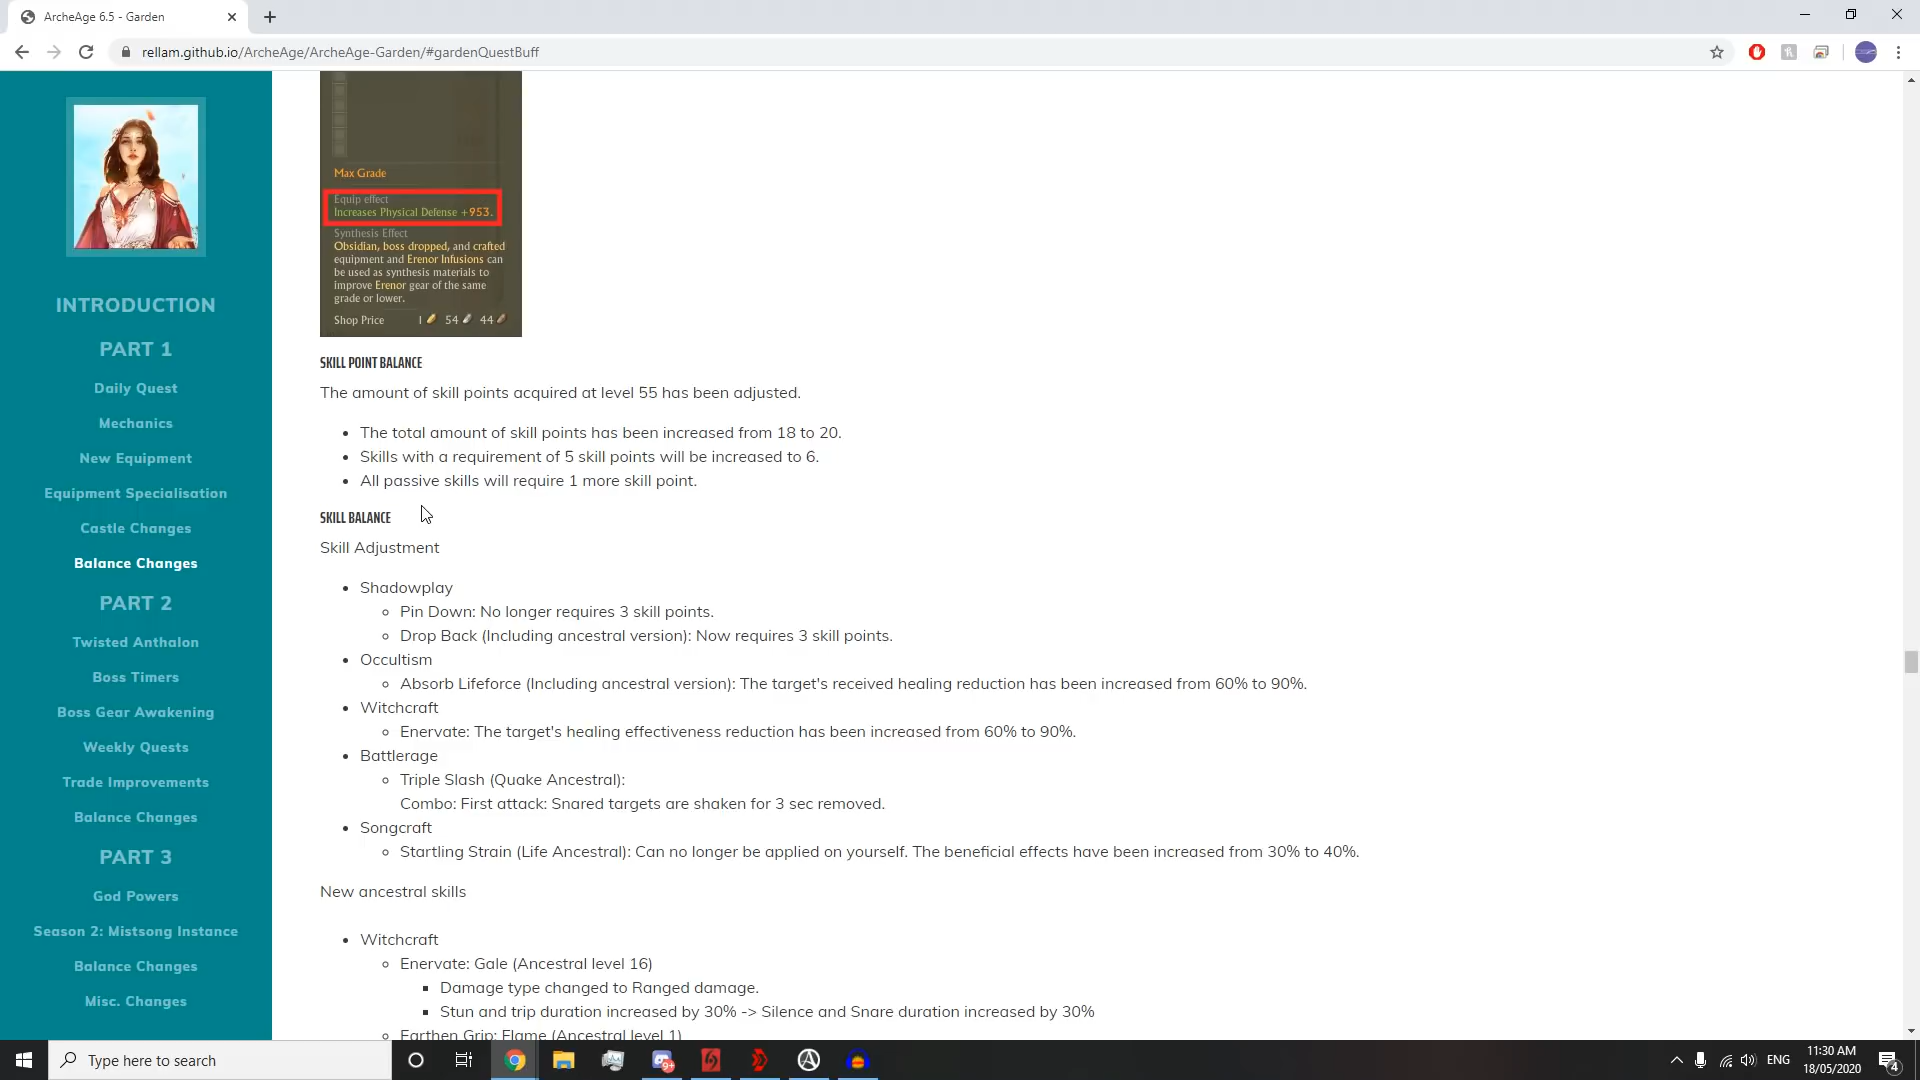 ArcheAge 6.5 - Garden
rellam.github.io/ArcheAge/ArcheAge-Garden/#gardenQuestBuff
INTRODUCTION
PART 1
Daily Quest
Mechanics
New Equipment
Equipment Specialisation
Castle Changes
Balance Changes
PART 2
Twisted Anthalon
Boss Timers
Boss Gear Awakening
Weekly Quests
Trade Improvements
Balance Changes
PART 3
God Powers
Season 2: Mistsong Instance
Balance Changes
Misc. Changes
Max Grade
Equip effect
Increases Physical Defense +953.
Synthesis Effect
Obsidian, boss dropped, and crafted
equipment and Erenor Infusions can
be used as synthesis materials to
improve Erenor gear of the same
grade or lower.
Shop Price 1 54 44
SKILL POINT BALANCE
The amount of skill points acquired at level 55 has been adjusted.
• The total amount of skill points has been increased from 18 to 20.
• Skills with a requirement of 5 skill points will be increased to 6.
• All passive skills will require 1 more skill point.
SKILL BALANCE
Skill Adjustment
• Shadowplay
◦ Pin Down: No longer requires 3 skill points.
◦ Drop Back (Including ancestral version): Now requires 3 skill points.
• Occultism
◦ Absorb Lifeforce (Including ancestral version): The target's received healing reduction has been increased from 60% to 90%.
• Witchcraft
◦ Enervate: The target's healing effectiveness reduction has been increased from 60% to 90%.
• Battlerage
◦ Triple Slash (Quake Ancestral):
Combo: First attack: Snared targets are shaken for 3 sec removed.
• Songcraft
◦ Startling Strain (Life Ancestral): Can no longer be applied on yourself. The beneficial effects have been increased from 30% to 40%.
New ancestral skills
• Witchcraft
◦ Enervate: Gale (Ancestral level 16)
▪ Damage type changed to Ranged damage.
▪ Stun and trip duration increased by 30% -> Silence and Snare duration increased by 30%
◦ Earthen Grip: Flame (Ancestral level 1)
Type here to search
9+
ENG
11:30 AM
18/05/2020
4